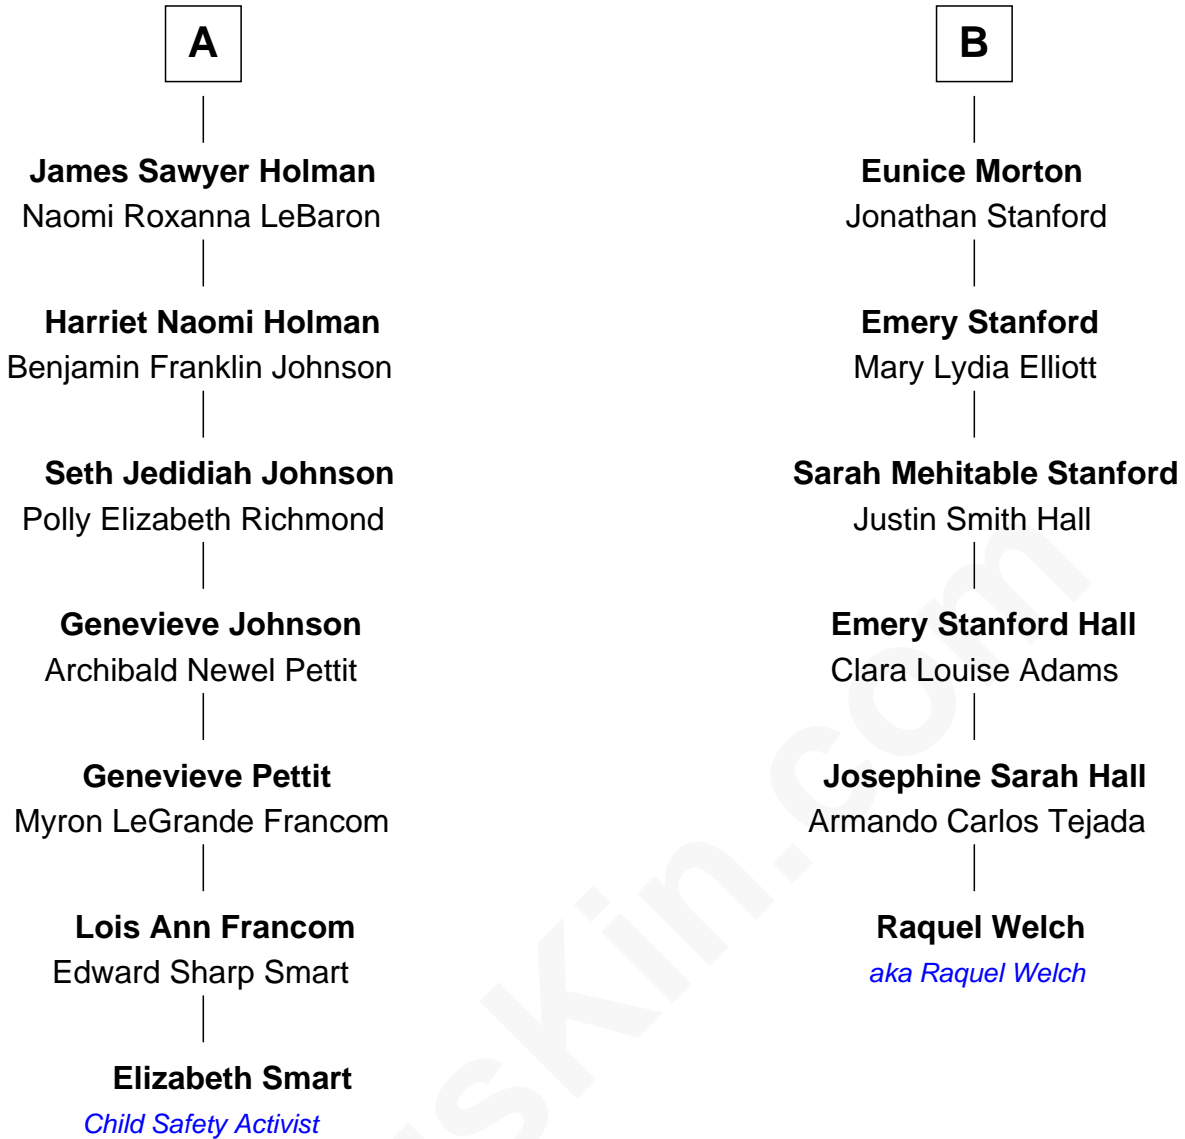 A
James Sawyer Holman
Naomi Roxanna LeBaron
Harriet Naomi Holman
Benjamin Franklin Johnson
Seth Jedidiah Johnson
Polly Elizabeth Richmond
Genevieve Johnson
Archibald Newel Pettit
Genevieve Pettit
Myron LeGrande Francom
Lois Ann Francom
Edward Sharp Smart
Elizabeth Smart
Child Safety Activist
B
Eunice Morton
Jonathan Stanford
Emery Stanford
Mary Lydia Elliott
Sarah Mehitable Stanford
Justin Smith Hall
Emery Stanford Hall
Clara Louise Adams
Josephine Sarah Hall
Armando Carlos Tejada
Raquel Welch
aka Raquel Welch